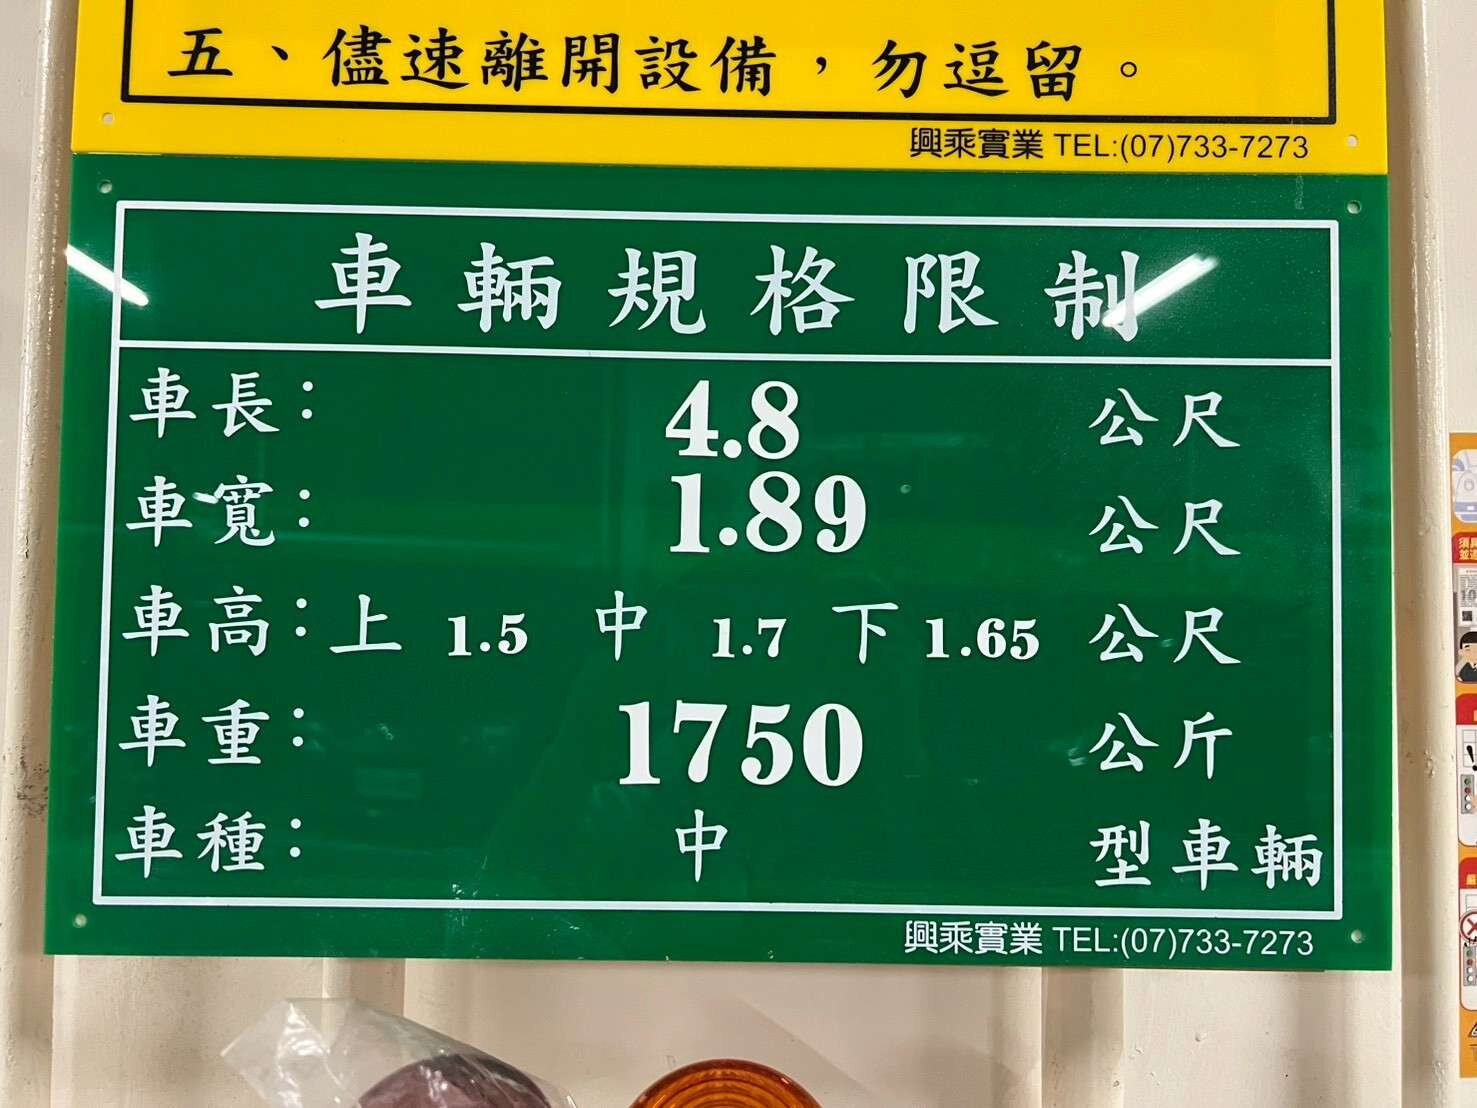 五、儘速離開設備，勿逗留。
興乘實業 TEL:(07)733-7273
車輛規格限制
車長： 4.8 公尺
車寬： 1.89 公尺
車高：上 1.5 中 1.7 下 1.65 公尺
車重： 1750 公斤
車種： 中 型車輛
興乘實業 TEL:(07)733-7273